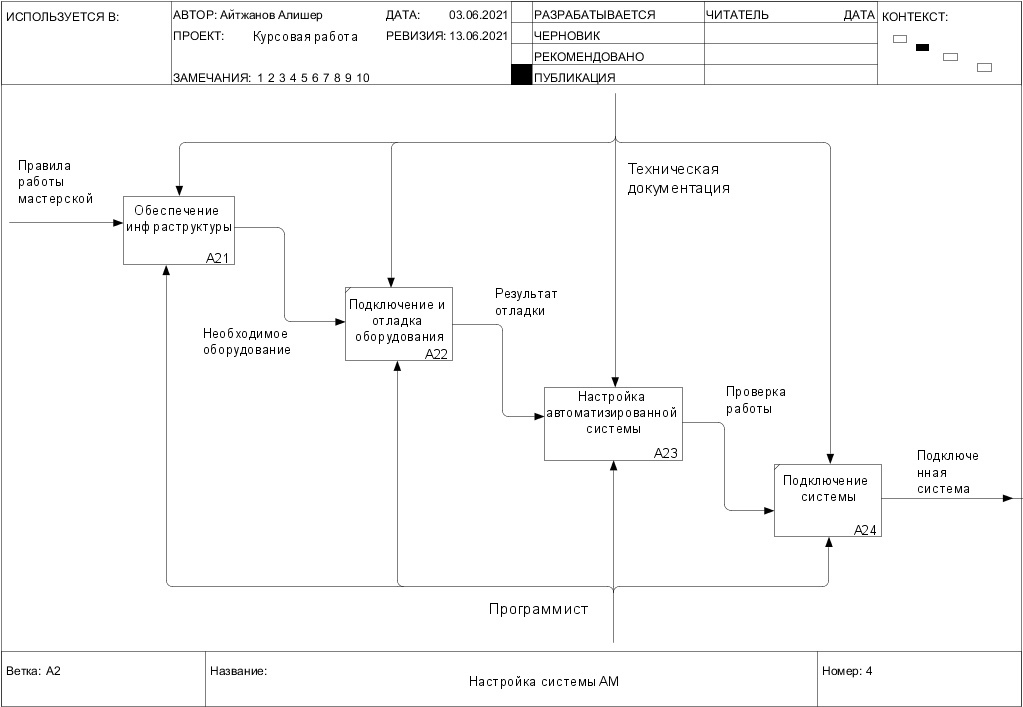 ИСПОЛЬЗУЕТСЯ В:
АВТОР: Айтжанов Алишер
ДАТА: 03.06.2021
ПРОЕКТ: Курсовая работа
РЕВИЗИЯ: 13.06.2021
ЗАМЕЧАНИЯ: 1 2 3 4 5 6 7 8 9 10
РАЗРАБАТЫВАЕТСЯ
ЧЕРНОВИК
РЕКОМЕНДОВАНО
ПУБЛИКАЦИЯ
ЧИТАТЕЛЬ
ДАТА
КОНТЕКСТ:
Правила
работы
мастерской
Обеспечение
инфраструктуры
A21
Техническая
документация
Необходимое
оборудование
Подключение и
отладка
оборудования
A22
Результат
отладки
Настройка
автоматизированной
системы
A23
Проверка
работы
Подключение
системы
A24
Подключе
нная
система
Программист
Ветка: A2
Название:
Настройка системы АМ
Номер: 4